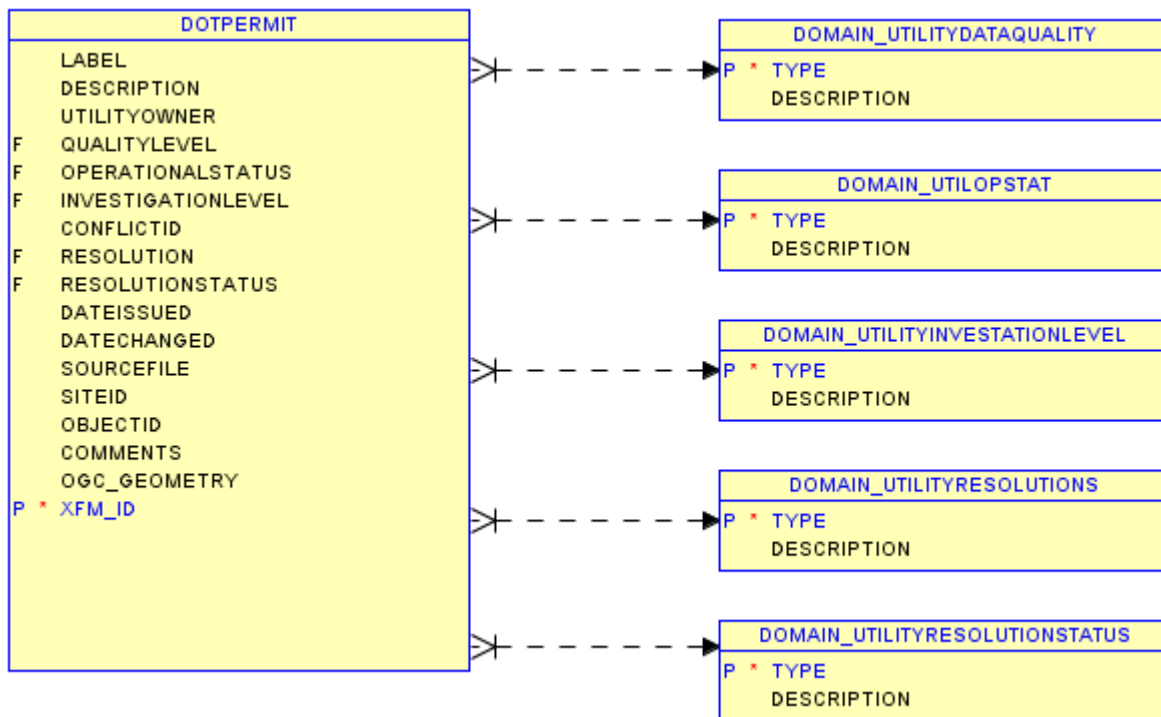 DOTPERMIT
LABEL
DESCRIPTION
UTILITYOWNER
F QUALITYLEVEL
F OPERATIONALSTATUS
F INVESTIGATIONLEVEL
CONFLICTID
F RESOLUTION
F RESOLUTIONSTATUS
DATEISSUED
DATECHANGED
SOURCEFILE
SITEID
OBJECTID
COMMENTS
OGC_GEOMETRY
P * XFM_ID
DOMAIN_UTILITYDATAQUALITY
P * TYPE
DESCRIPTION
DOMAIN_UTILOPSTAT
P * TYPE
DESCRIPTION
DOMAIN_UTILITYINVESTATIONLEVEL
P * TYPE
DESCRIPTION
DOMAIN_UTILITYRESOLUTIONS
P * TYPE
DESCRIPTION
DOMAIN_UTILITYRESOLUTIONSTATUS
P * TYPE
DESCRIPTION